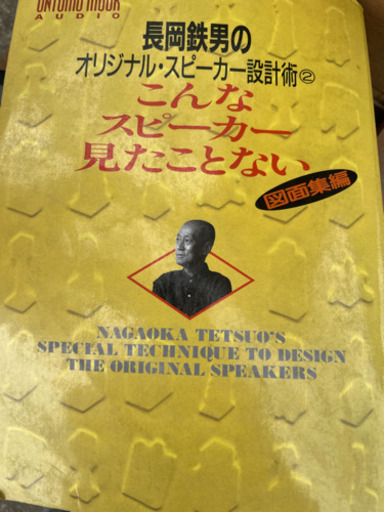 ONTOMO MOOK
AUDIO
長岡鉄男の
オリジナル・スピーカー設計術②
こんな
スピーカー
見たことない
図面集編
NAGAOKA TETSUO'S
SPECIAL TECHNIQUE TO DESIGN
THE ORIGINAL SPEAKERS